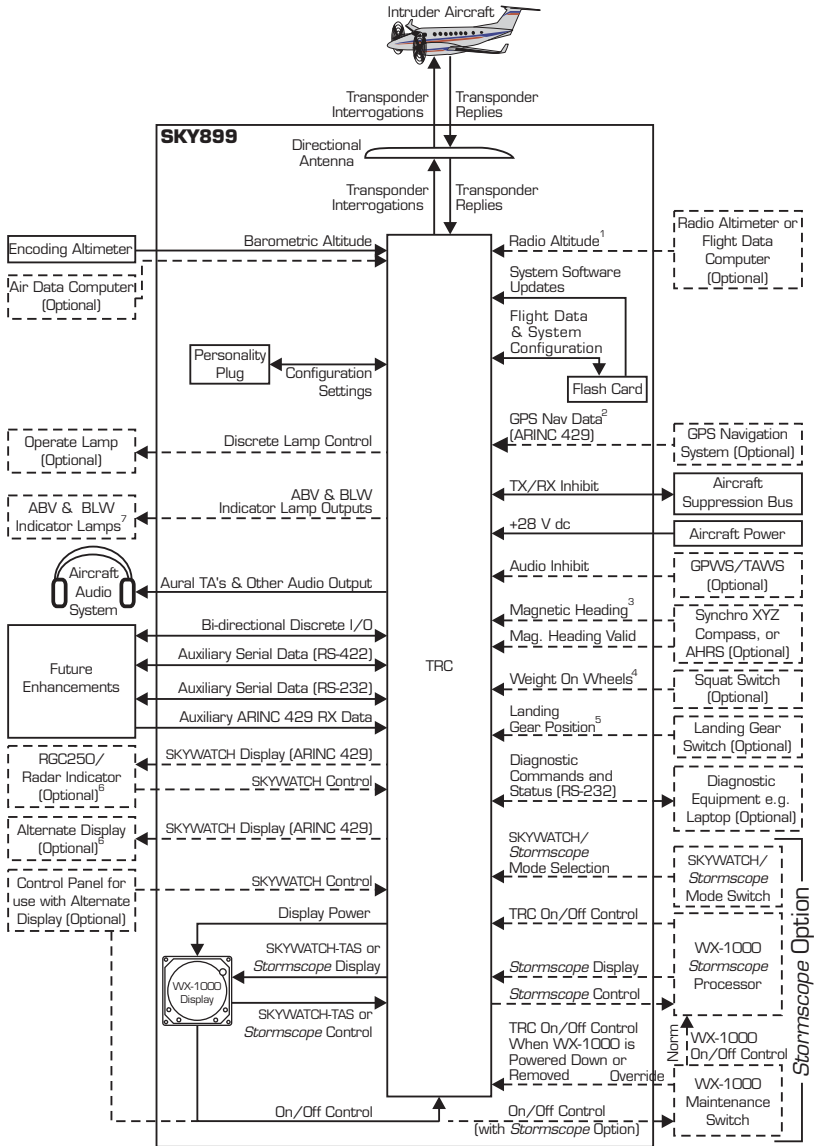 Intruder Aircraft
Transponder
Interrogations
Transponder
Replies
SKY899
Directional
Antenna
Transponder
Interrogations
Transponder
Replies
Encoding Altimeter
Barometric Altitude
Air Data Computer
(Optional)
Radio Altitude1
Radio Altimeter or
Flight Data
Computer
(Optional)
System Software
Updates
Flight Data
& System
Configuration
Flash Card
Personality
Plug
Configuration
Settings
Operate Lamp
(Optional)
Discrete Lamp Control
GPS Nav Data2
(ARINC 429)
GPS Navigation
System (Optional)
ABV & BLW
Indicator Lamps7
ABV & BLW
Indicator Lamp Outputs
TX/RX Inhibit
Aircraft
Suppression Bus
+28 V dc
Aircraft Power
Aircraft
Audio
System
Aural TA's & Other Audio Output
Audio Inhibit
GPWS/TAWS
(Optional)
Future
Enhancements
Bi-directional Discrete I/O
Auxiliary Serial Data (RS-422)
Auxiliary Serial Data (RS-232)
Auxiliary ARINC 429 RX Data
TRC
Magnetic Heading3
Mag. Heading Valid
Synchro XYZ
Compass, or
AHRS (Optional)
Weight On Wheels4
Squat Switch
(Optional)
Landing
Gear Position5
Landing Gear
Switch (Optional)
RGC250/
Radar Indicator
(Optional)6
SKYWATCH Display (ARINC 429)
SKYWATCH Control
Diagnostic
Commands and
Status (RS-232)
Diagnostic
Equipment e.g.
Laptop (Optional)
Alternate Display
(Optional)6
SKYWATCH Display (ARINC 429)
SKYWATCH/
Stormscope
Mode Selection
SKYWATCH/
Stormscope
Mode Switch
Control Panel for
use with Alternate
Display (Optional)
SKYWATCH Control
Display Power
TRC On/Off Control
WX-1000
Stormscope
Processor
WX-1000
Display
SKYWATCH-TAS or
Stormscope Display
SKYWATCH-TAS or
Stormscope Control
Stormscope Display
Stormscope Control
TRC On/Off Control
When WX-1000 is
Powered Down or
Removed
Override
Norm
WX-1000
On/Off Control
WX-1000
Maintenance
Switch
On/Off Control
On/Off Control
(with Stormscope Option)
Stormscope Option